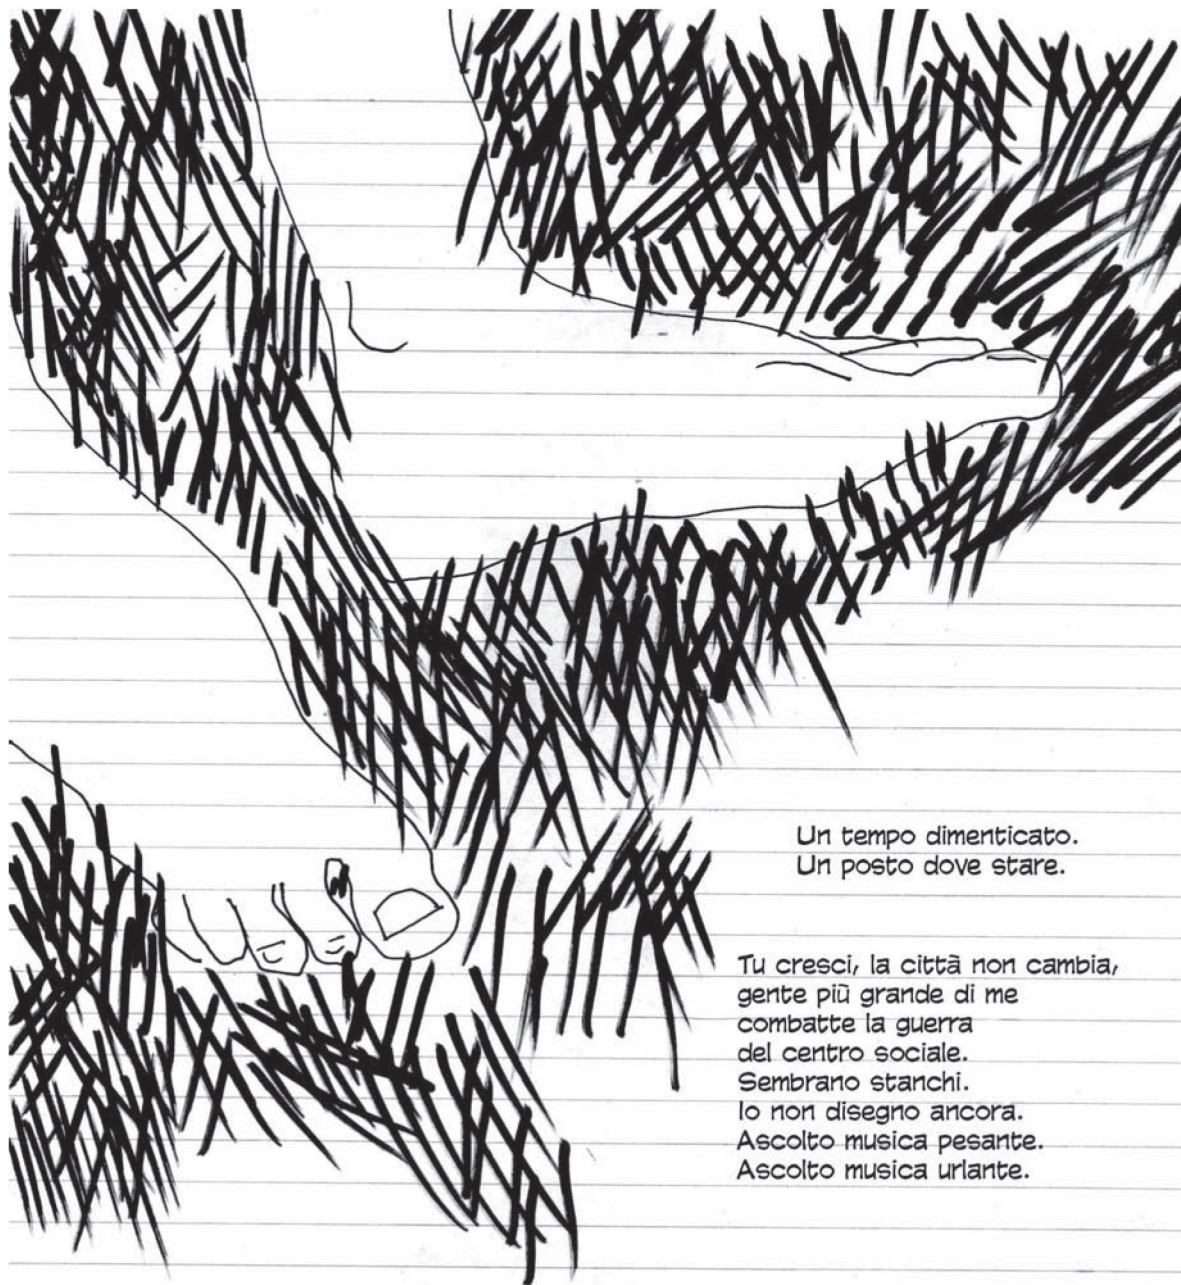 Un tempo dimenticato.
Un posto dove stare.
Tu cresci, la città non cambia,
gente più grande di me
combatte la guerra
del centro sociale.
Sembrano stanchi.
Io non disegno ancora.
Ascolto musica pesante.
Ascolto musica urlante.